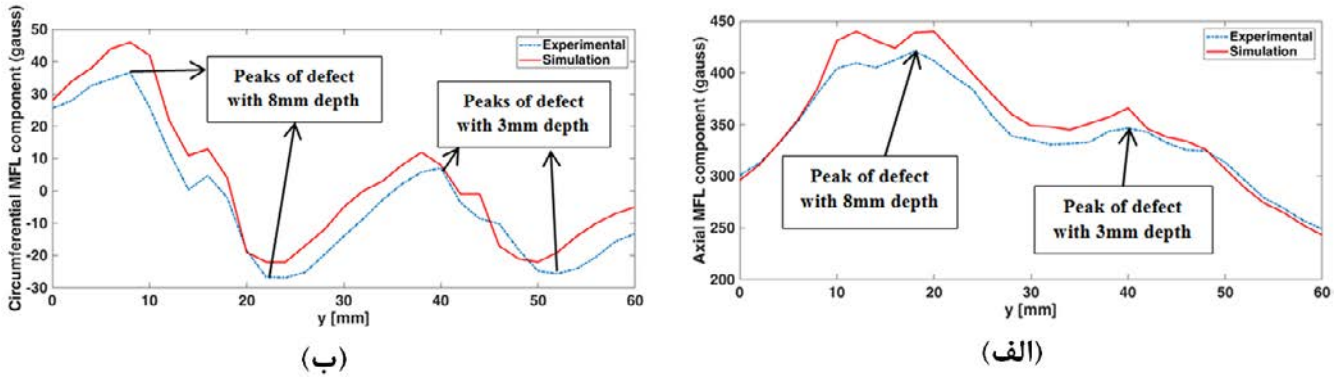 Circumferential MFL component (gauss)
50
40
30
20
10
0
-10
-20
-30
Experimental
Simulation
Peaks of defect
with 8mm depth
Peaks of defect
with 3mm depth
0
10
20
30
40
50
60
y [mm]
(ب)
Axial MFL component (gauss)
450
400
350
300
250
200
Experimental
Simulation
Peak of defect
with 8mm depth
Peak of defect
with 3mm depth
0
10
20
30
40
50
60
y [mm]
(الف)